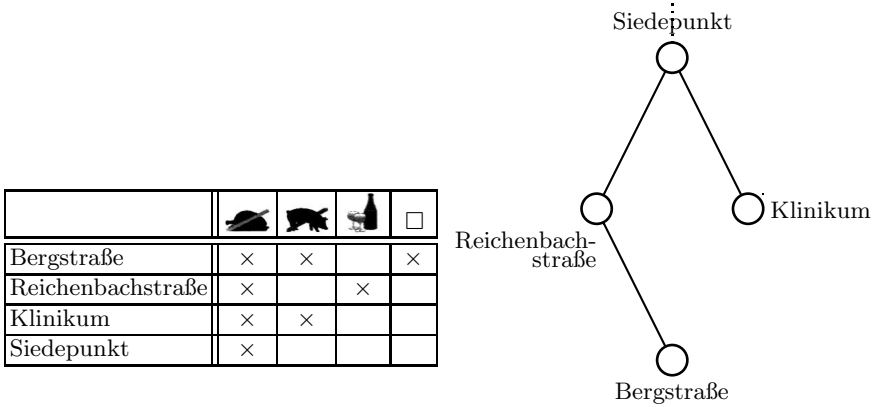 Siedepunkt
□
Bergstraße × × ×
Reichenbachstraße × ×
Klinikum × ×
Siedepunkt ×
Klinikum
Reichenbach-
straße
Bergstraße